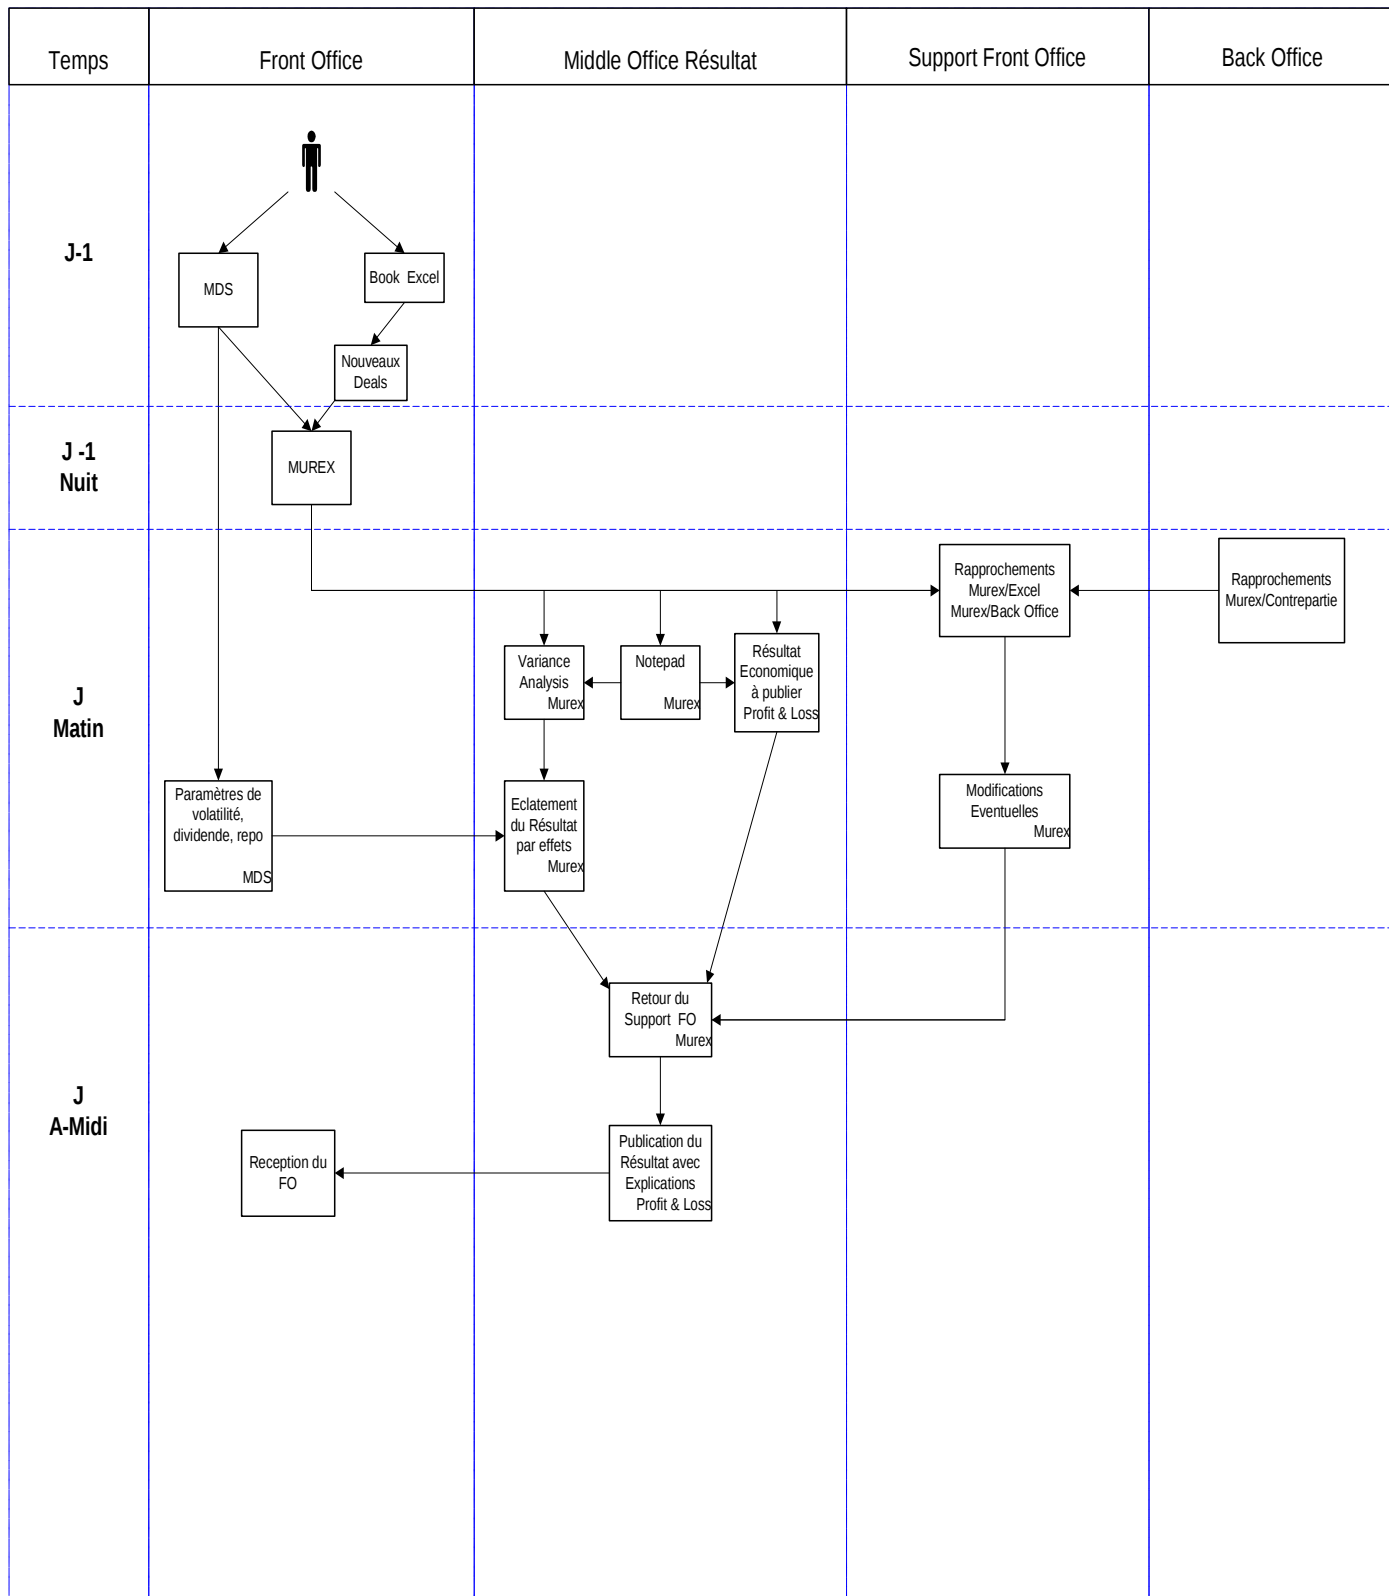 Temps
Front Office
Middle Office Résultat
Support Front Office
Back Office
J-1
MDS
Book Excel
Nouveaux
Deals
J -1
Nuit
MUREX
J
Matin
Rapprochements
Murex/Excel
Murex/Back Office
Rapprochements
Murex/Contrepartie
Variance
Analysis
Murex
Notepad
Murex
Résultat
Economique
à publier
Profit & Loss
Paramètres de
volatilité,
dividende, repo
MDS
Eclatement
du Résultat
par effets
Murex
Modifications
Eventuelles
Murex
J
A-Midi
Retour du
Support FO
Murex
Reception du
FO
Publication du
Résultat avec
Explications
Profit & Loss